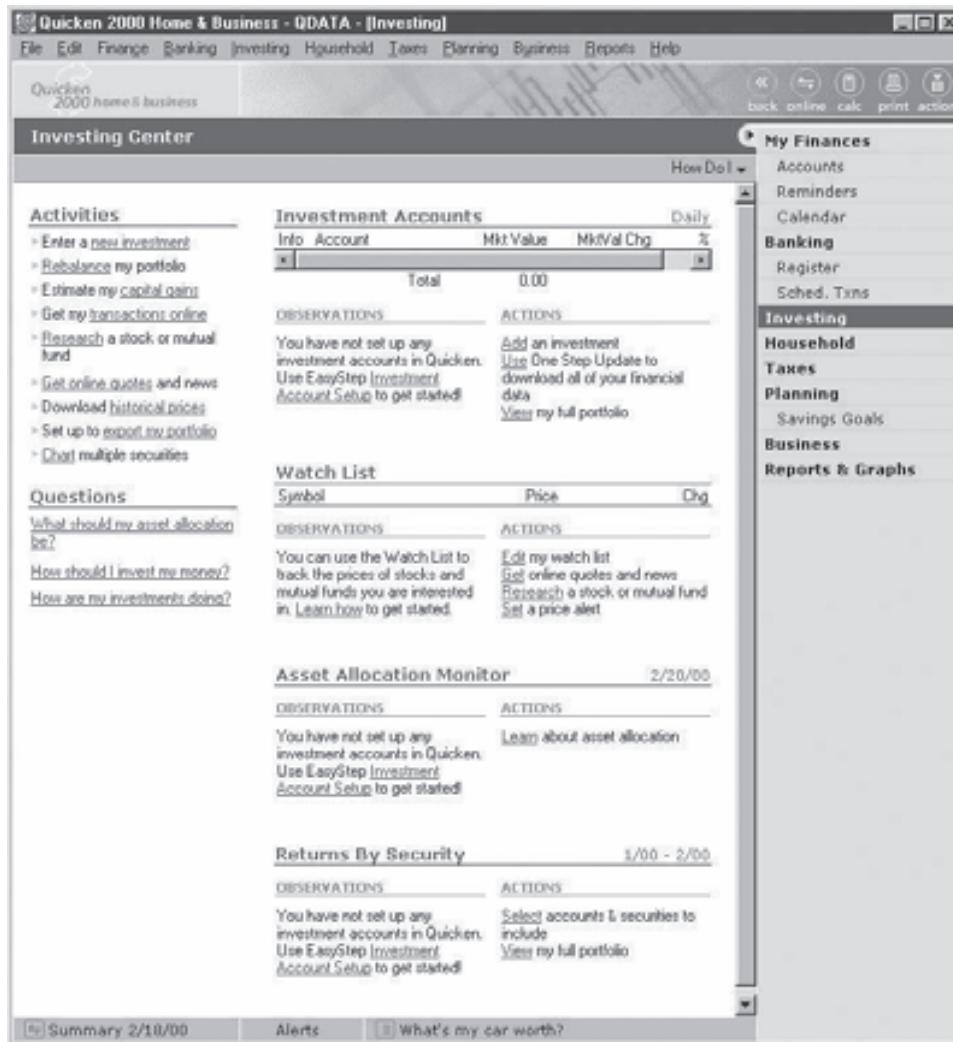 Quicken 2000 Home & Business - QDATA - [Investing]
File Edit Finance Banking Investing Household Taxes Planning Business Reports Help
Quicken
2000 home & business
back online calc print action
Investing Center
How Do I
Activities
Enter a new investment
Rebalance my portfolio
Estimate my capital gains
Get my transactions online
Research a stock or mutual
fund
Get online quotes and news
Download historical prices
Set up to export my portfolio
Chart multiple securities
Questions
What should my asset allocation
be?
How should I invest my money?
How are my investments doing?
Investment Accounts Daily
Info Account Mkt Value MktVal Chg %
Total 0.00
OBSERVATIONS
You have not set up any
investment accounts in Quicken.
Use EasyStep Investment
Account Setup to get started!
ACTIONS
Add an investment
Use One Step Update to
download all of your financial
data
View my full portfolio
Watch List
Symbol Price Chg
OBSERVATIONS
You can use the Watch List to
track the prices of stocks and
mutual funds you are interested
in. Learn how to get started.
ACTIONS
Edit my watch list
Get online quotes and news
Research a stock or mutual fund
Set a price alert
Asset Allocation Monitor 2/20/00
OBSERVATIONS
You have not set up any
investment accounts in Quicken.
Use EasyStep Investment
Account Setup to get started!
ACTIONS
Learn about asset allocation
Returns By Security 1/00 - 2/00
OBSERVATIONS
You have not set up any
investment accounts in Quicken.
Use EasyStep Investment
Account Setup to get started!
ACTIONS
Select accounts & securities to
include
View my full portfolio
My Finances
Accounts
Reminders
Calendar
Banking
Register
Sched. Txns
Investing
Household
Taxes
Planning
Savings Goals
Business
Reports & Graphs
Summary 2/18/00 Alerts What's my car worth?